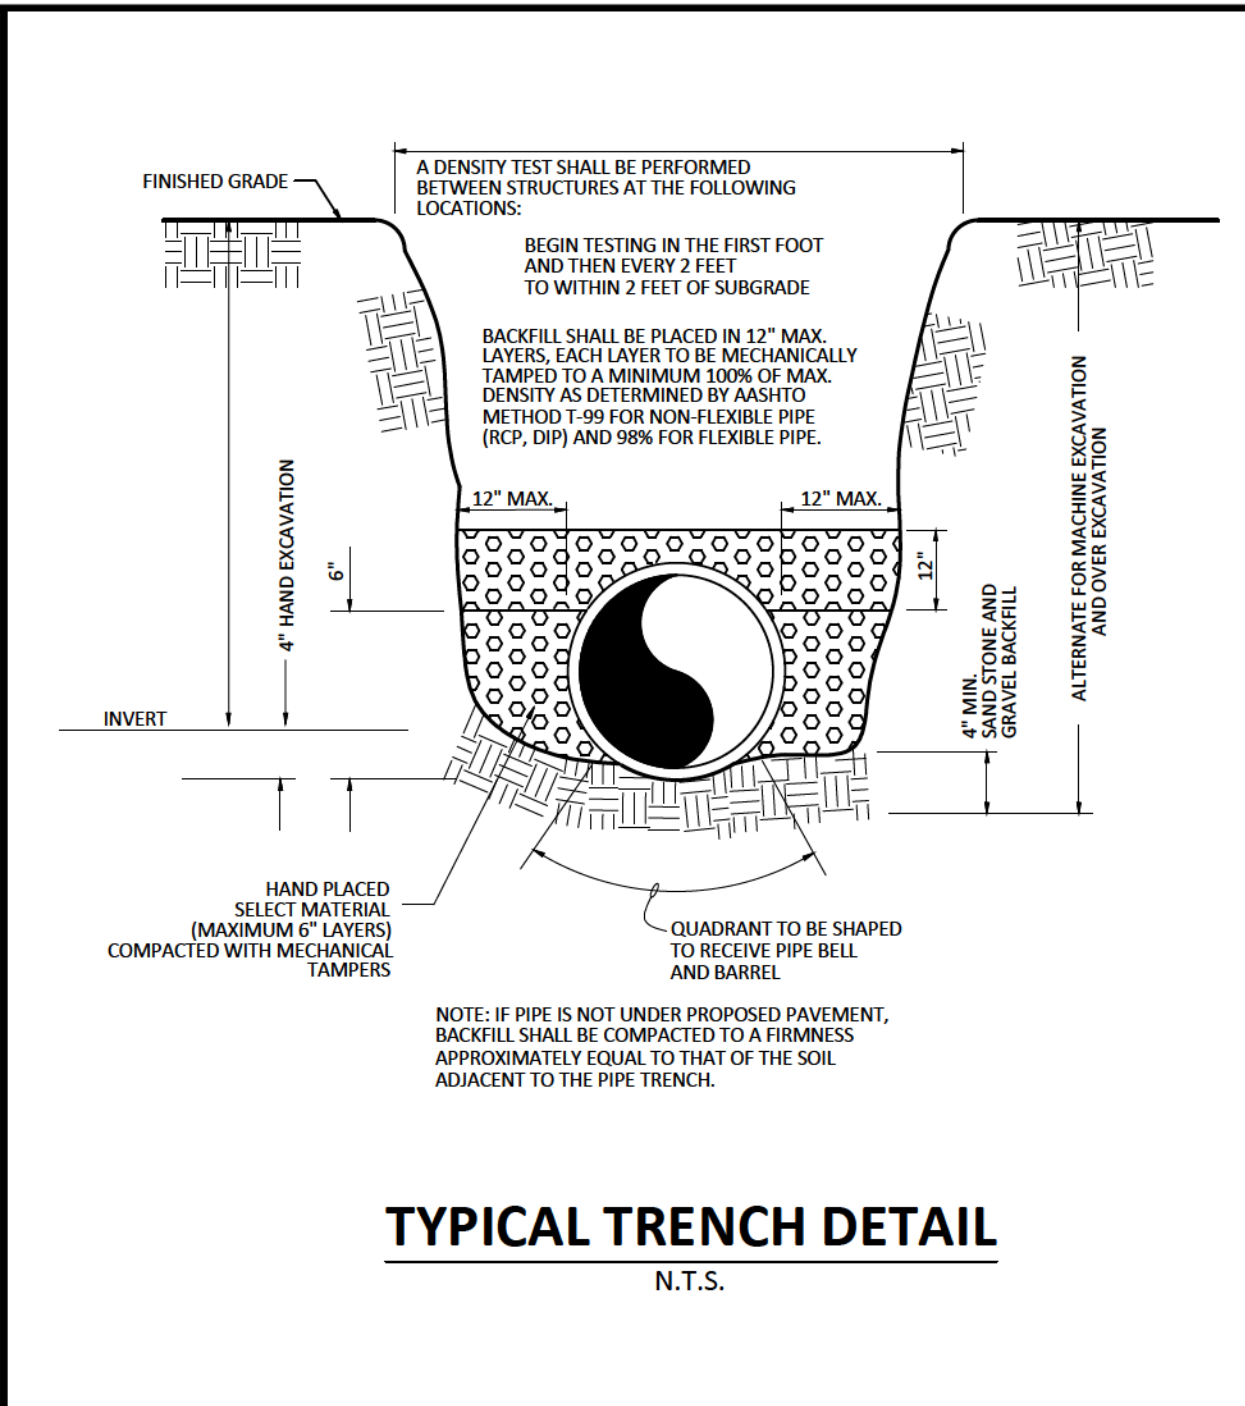 A DENSITY TEST SHALL BE PERFORMED
BETWEEN STRUCTURES AT THE FOLLOWING
LOCATIONS:
FINISHED GRADE
BEGIN TESTING IN THE FIRST FOOT
AND THEN EVERY 2 FEET
TO WITHIN 2 FEET OF SUBGRADE
BACKFILL SHALL BE PLACED IN 12" MAX.
LAYERS, EACH LAYER TO BE MECHANICALLY
TAMPED TO A MINIMUM 100% OF MAX.
DENSITY AS DETERMINED BY AASHTO
METHOD T-99 FOR NON-FLEXIBLE PIPE
(RCP, DIP) AND 98% FOR FLEXIBLE PIPE.
12" MAX.
12" MAX.
4" HAND EXCAVATION
6"
12"
4" MIN.
SAND STONE AND
GRAVEL BACKFILL
ALTERNATE FOR MACHINE EXCAVATION
AND OVER EXCAVATION
INVERT
HAND PLACED
SELECT MATERIAL
(MAXIMUM 6" LAYERS)
COMPACTED WITH MECHANICAL
TAMPERS
QUADRANT TO BE SHAPED
TO RECEIVE PIPE BELL
AND BARREL
NOTE: IF PIPE IS NOT UNDER PROPOSED PAVEMENT,
BACKFILL SHALL BE COMPACTED TO A FIRMNESS
APPROXIMATELY EQUAL TO THAT OF THE SOIL
ADJACENT TO THE PIPE TRENCH.
TYPICAL TRENCH DETAIL
N.T.S.